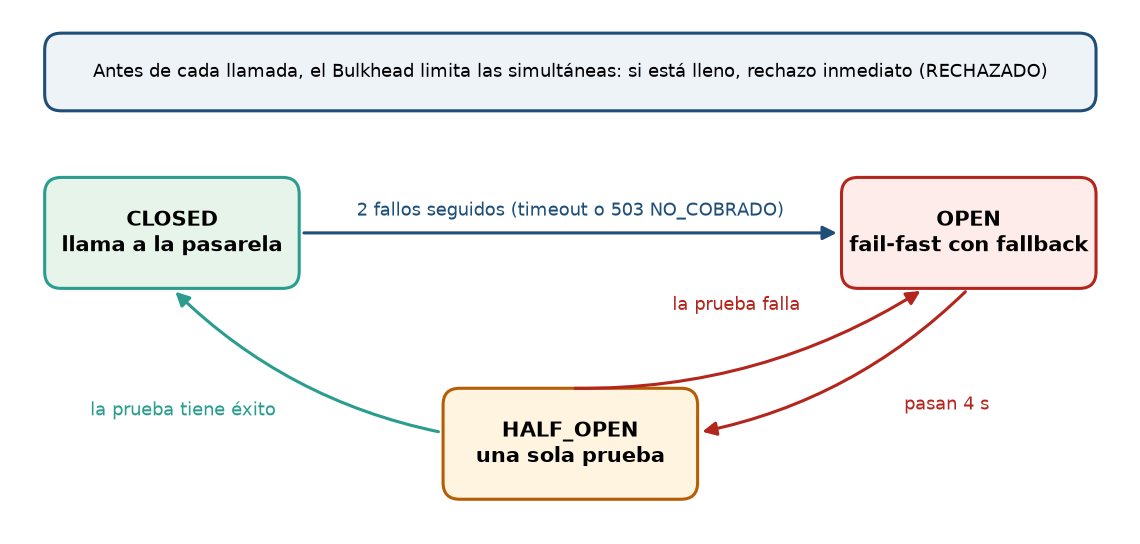 Antes de cada llamada, el Bulkhead limita las simultáneas: si está lleno, rechazo inmediato (RECHAZADO)
CLOSED
llama a la pasarela
2 fallos seguidos (timeout o 503 NO_COBRADO)
OPEN
fail-fast con fallback
la prueba falla
la prueba tiene éxito
pasan 4 s
HALF_OPEN
una sola prueba